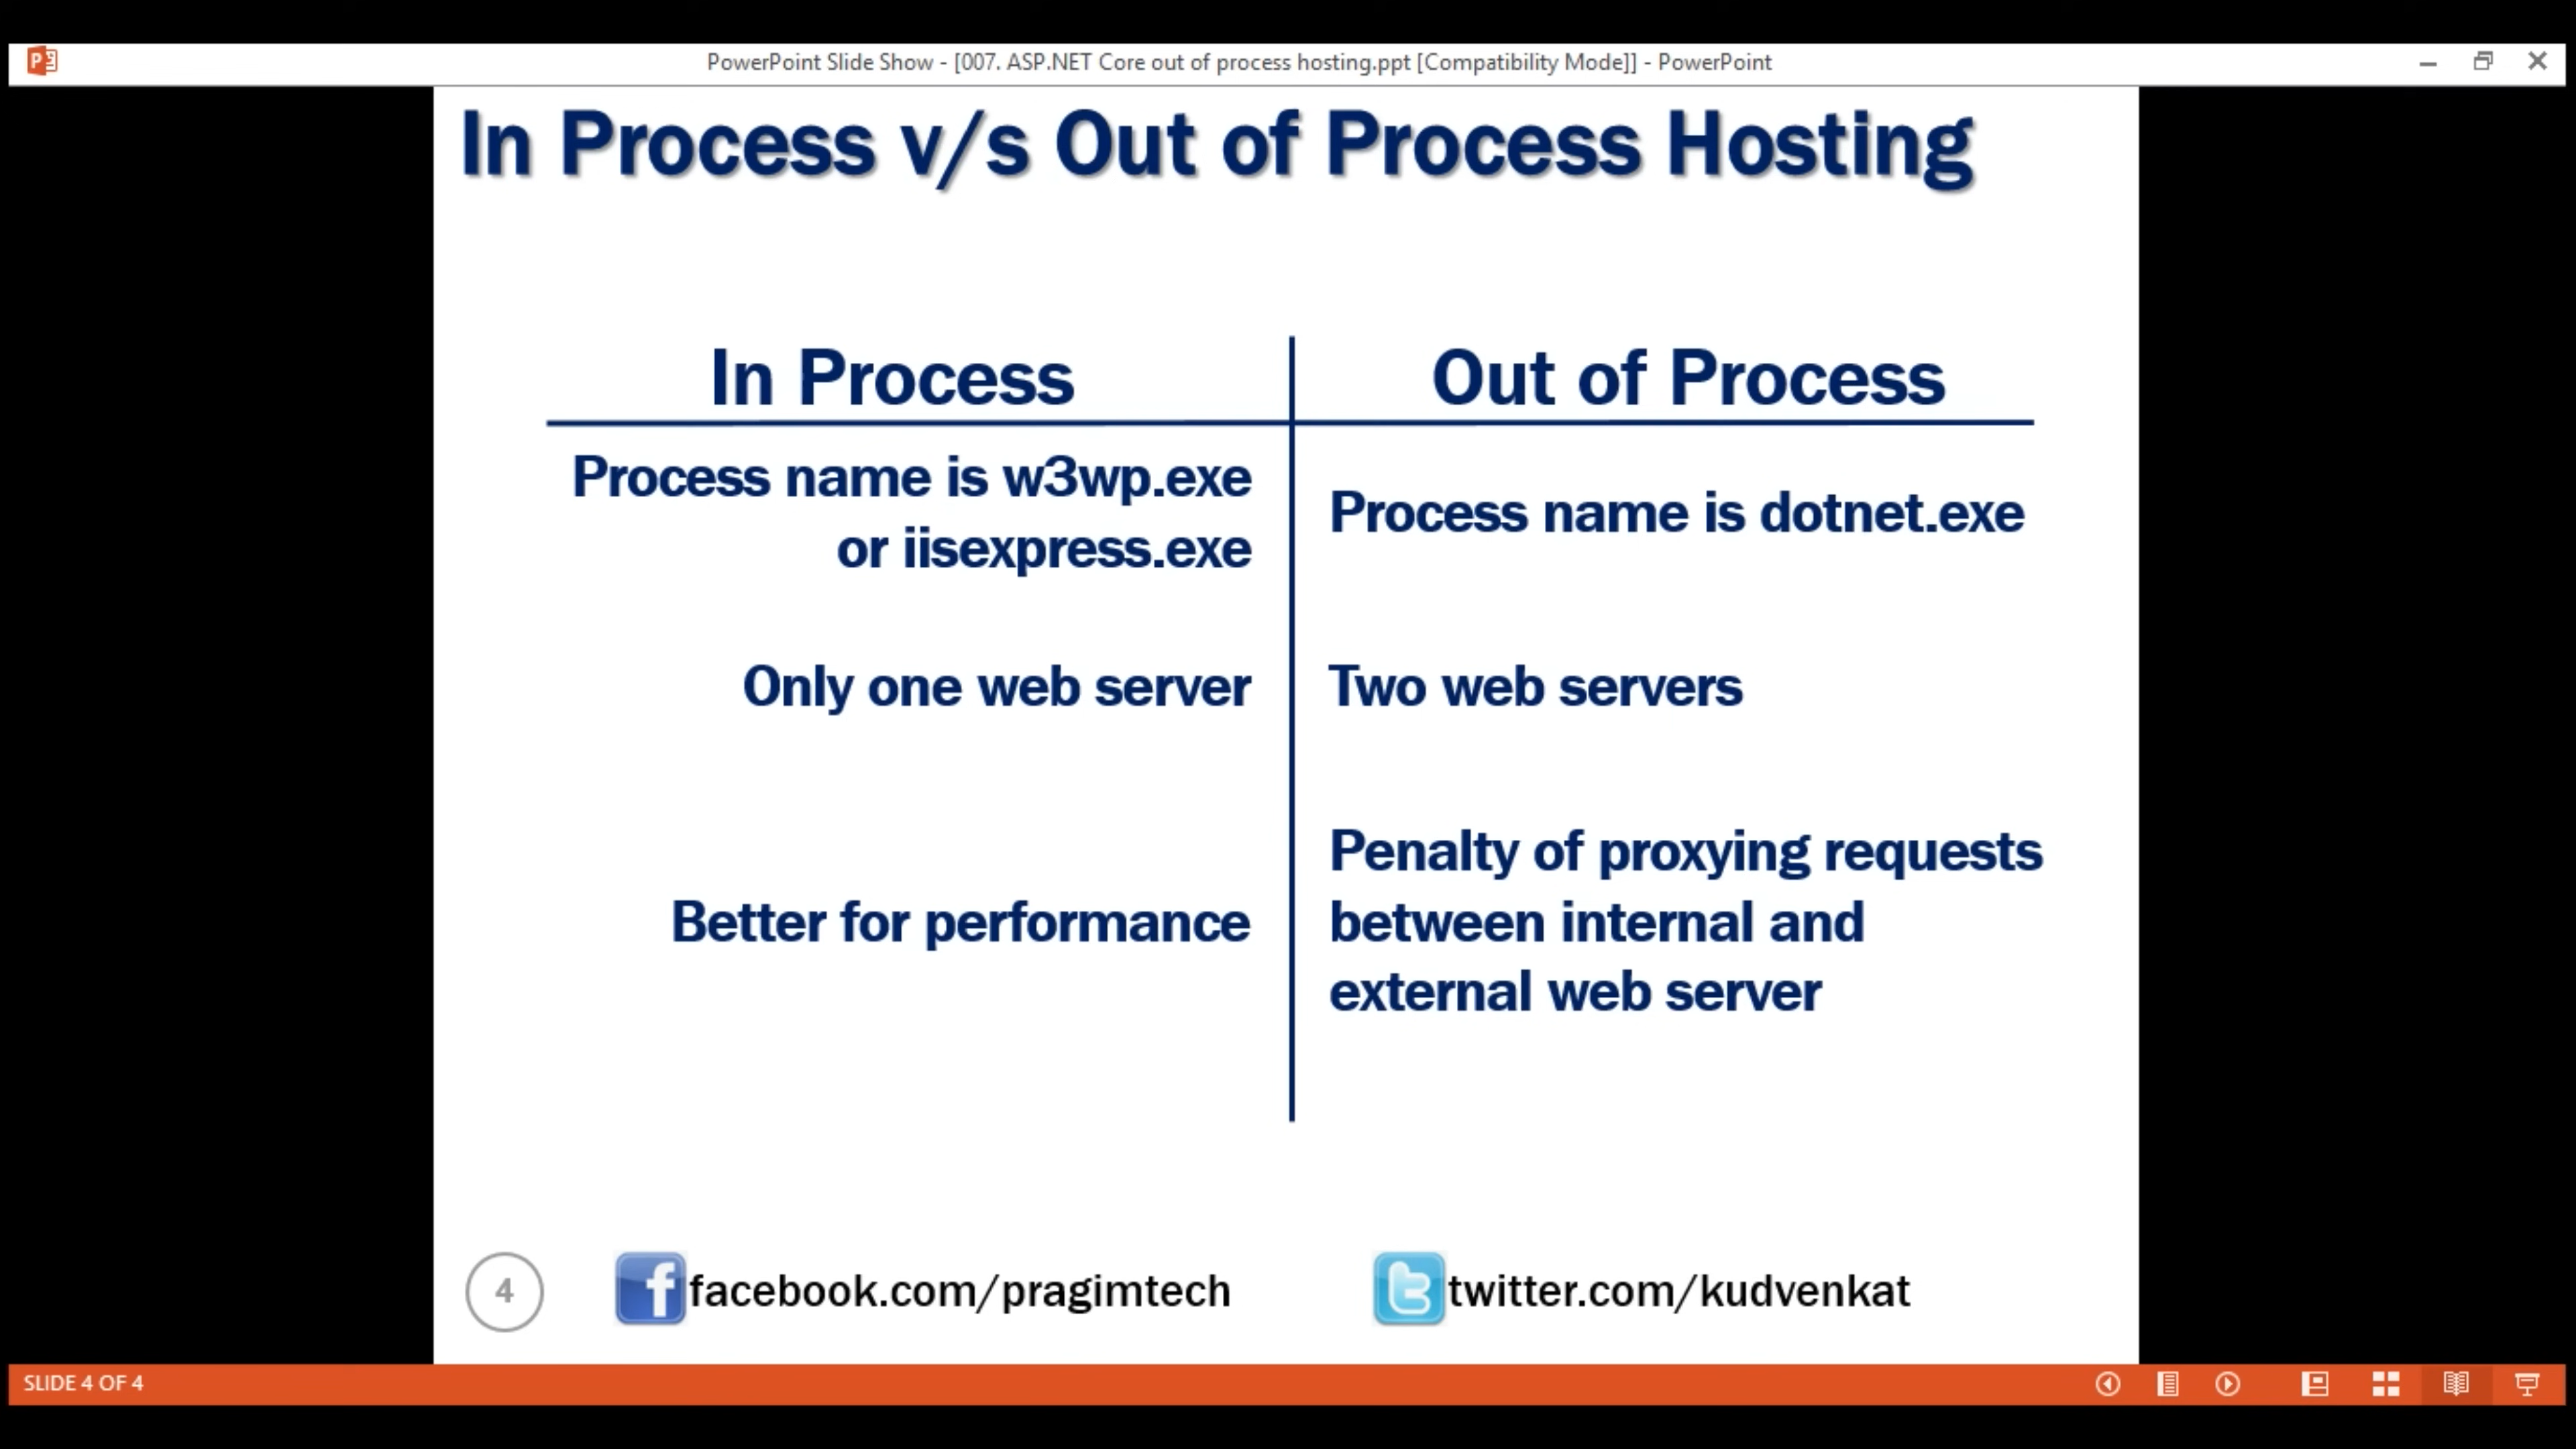 PowerPoint Slide Show - [007. ASP.NET Core out of process hosting.ppt [Compatibility Mode]] - PowerPoint
In Process v/s Out of Process Hosting
In Process
Out of Process
Process name is w3wp.exe
or iisexpress.exe
Process name is dotnet.exe
Only one web server
Two web servers
Better for performance
Penalty of proxying requests
between internal and
external web server
4
facebook.com/pragimtech
twitter.com/kudvenkat
SLIDE 4 OF 4